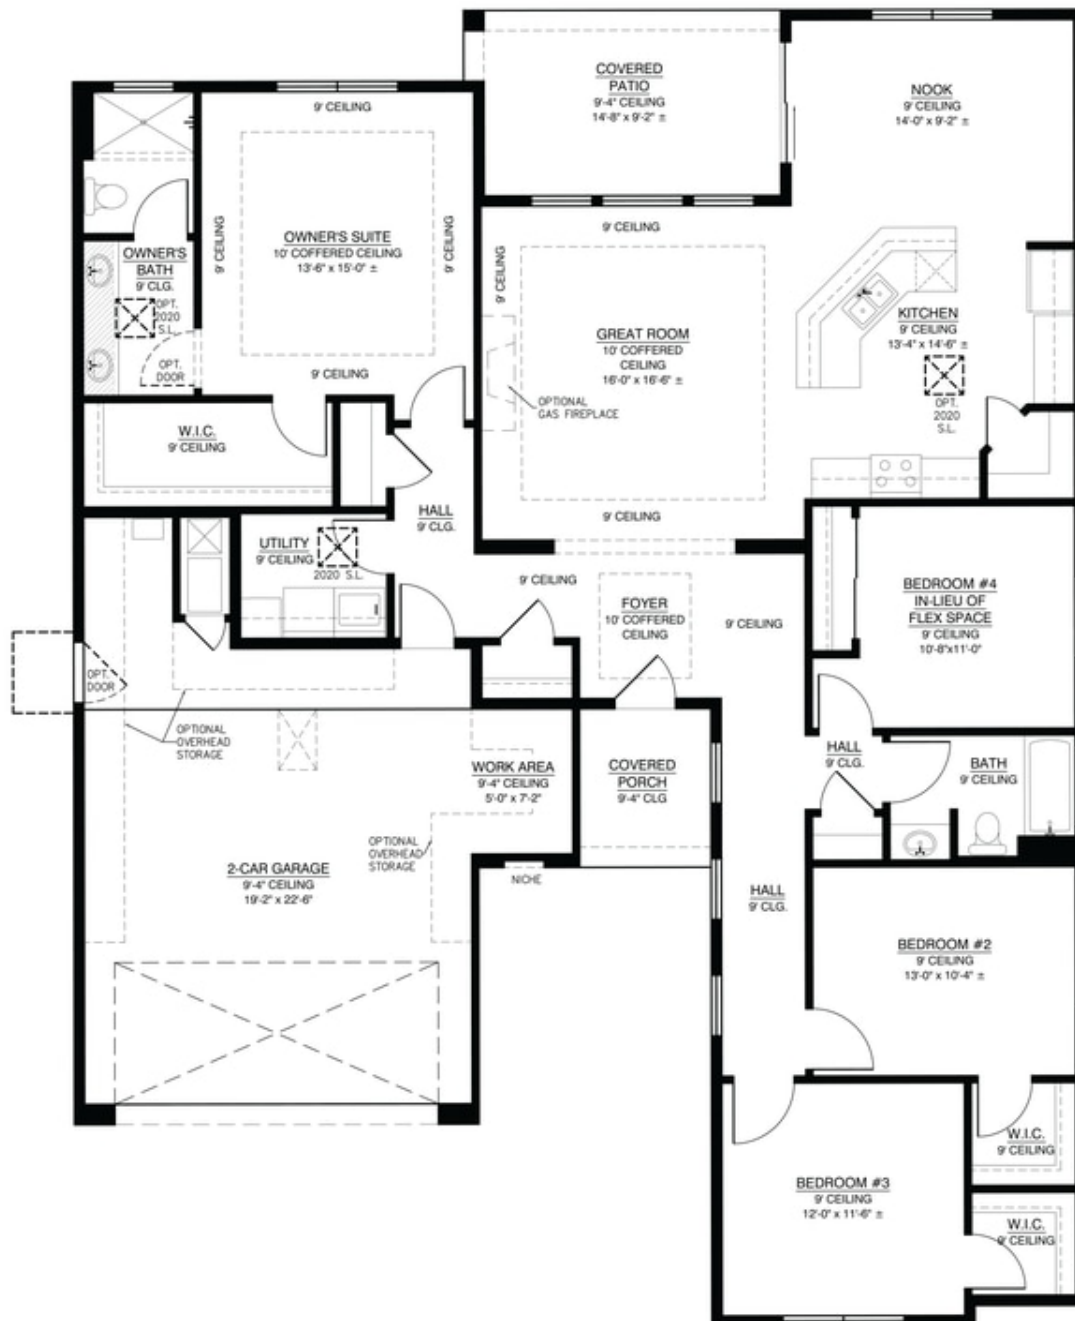 COVERED
PATIO
9'-4" CEILING
14'-8" x 9'-2" ±
NOOK
9' CEILING
14'-0" x 9'-2" ±
9' CEILING
OWNER'S SUITE
10' COFFERED CEILING
13'-6" x 15'-0" ±
9' CEILING
9' CEILING
9' CEILING
OWNER'S
BATH
9' CLG.
OPT.
2020
S.L.
OPT.
DOOR
9' CEILING
9' CEILING
GREAT ROOM
10' COFFERED
CEILING
16'-0" x 16'-6" ±
OPTIONAL
GAS FIREPLACE
9' CEILING
KITCHEN
9' CEILING
13'-4" x 14'-6" ±
OPT.
2020
S.L.
W.I.C.
9' CEILING
HALL
9' CLG.
UTILITY
9' CEILING
2020 S.L.
9' CEILING
FOYER
10' COFFERED
CEILING
9' CEILING
BEDROOM #4
IN-LIEU OF
FLEX SPACE
9' CEILING
10'-8"x11'-0"
OPT.
DOOR
OPTIONAL
OVERHEAD
STORAGE
WORK AREA
9'-4" CEILING
5'-0" x 7'-2"
COVERED
PORCH
9'-4" CLG
HALL
9' CLG.
BATH
9' CEILING
OPTIONAL
OVERHEAD
STORAGE
2-CAR GARAGE
9'-4" CEILING
19'-2" x 22'-6"
NICHE
HALL
9' CLG.
BEDROOM #2
9' CEILING
13'-0" x 10'-4" ±
W.I.C.
9' CEILING
BEDROOM #3
9' CEILING
12'-0" x 11'-6" ±
W.I.C.
9' CEILING